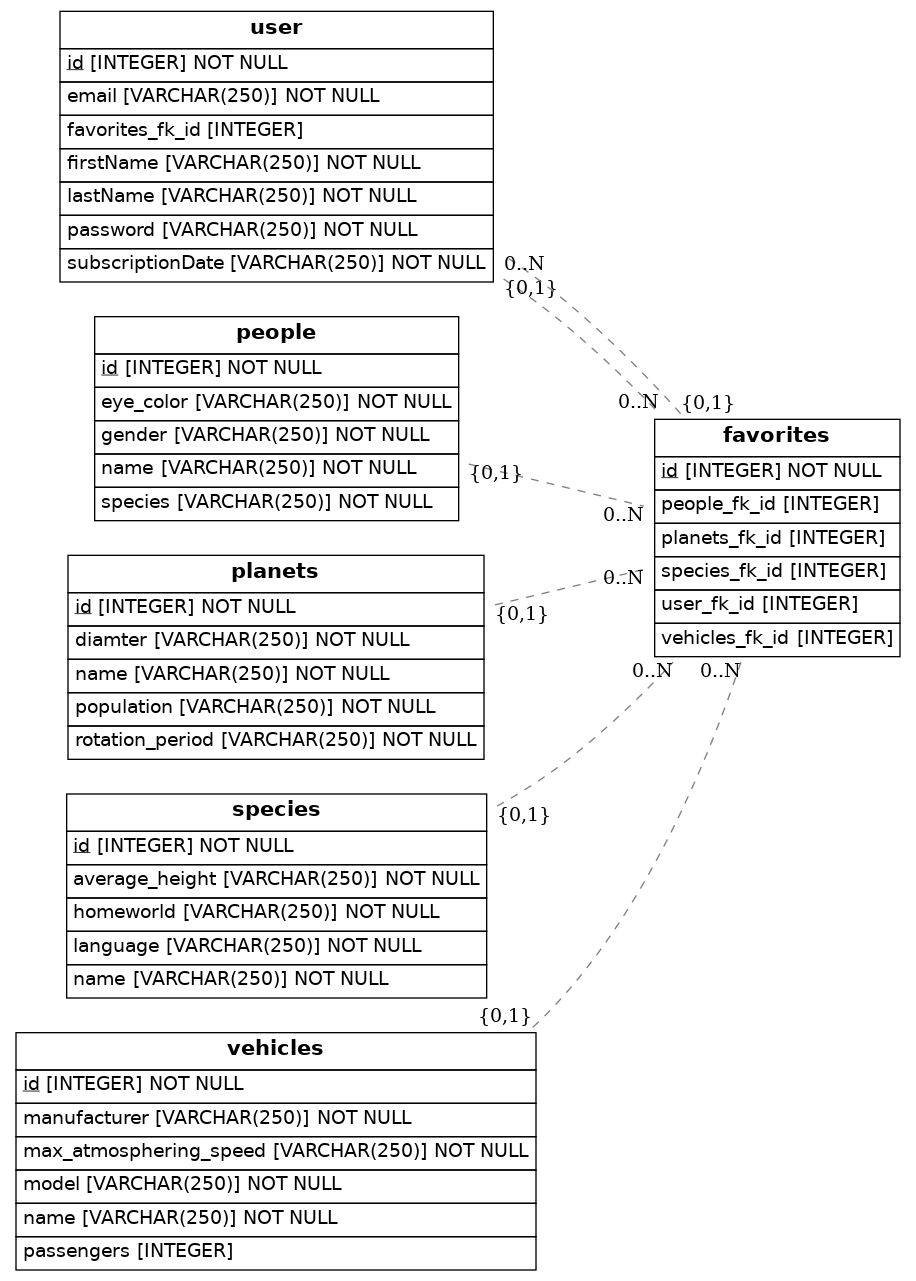 user
id [INTEGER] NOT NULL
email [VARCHAR(250)] NOT NULL
favorites_fk_id [INTEGER]
firstName [VARCHAR(250)] NOT NULL
lastName [VARCHAR(250)] NOT NULL
password [VARCHAR(250)] NOT NULL
subscriptionDate [VARCHAR(250)] NOT NULL
0..N
{0,1}
people
id [INTEGER] NOT NULL
eye_color [VARCHAR(250)] NOT NULL
gender [VARCHAR(250)] NOT NULL
name [VARCHAR(250)] NOT NULL
species [VARCHAR(250)] NOT NULL
{0,1}
0..N
0..N
{0,1}
favorites
id [INTEGER] NOT NULL
people_fk_id [INTEGER]
planets_fk_id [INTEGER]
species_fk_id [INTEGER]
user_fk_id [INTEGER]
vehicles_fk_id [INTEGER]
0..N
0..N
0..N
planets
id [INTEGER] NOT NULL
diamter [VARCHAR(250)] NOT NULL
name [VARCHAR(250)] NOT NULL
population [VARCHAR(250)] NOT NULL
rotation_period [VARCHAR(250)] NOT NULL
{0,1}
species
id [INTEGER] NOT NULL
average_height [VARCHAR(250)] NOT NULL
homeworld [VARCHAR(250)] NOT NULL
language [VARCHAR(250)] NOT NULL
name [VARCHAR(250)] NOT NULL
{0,1}
{0,1}
vehicles
id [INTEGER] NOT NULL
manufacturer [VARCHAR(250)] NOT NULL
max_atmosphering_speed [VARCHAR(250)] NOT NULL
model [VARCHAR(250)] NOT NULL
name [VARCHAR(250)] NOT NULL
passengers [INTEGER]